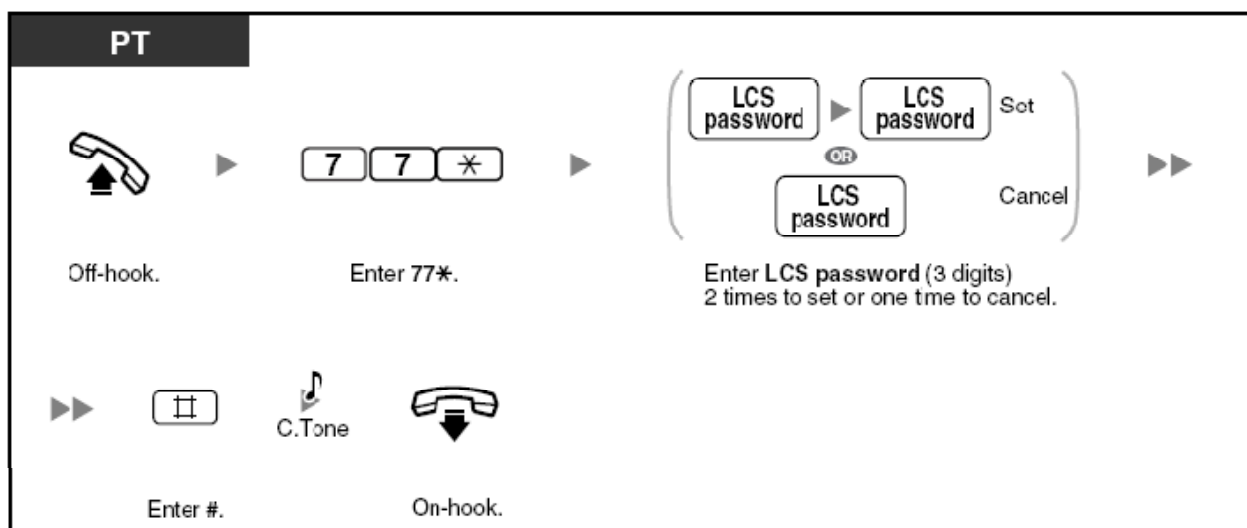 PT
LCS password LCS password Set
OR
LCS password Cancel
7 7 *
Off-hook.
Enter 77*.
Enter LCS password (3 digits)
2 times to set or one time to cancel.
#
C.Tone
Enter #.
On-hook.